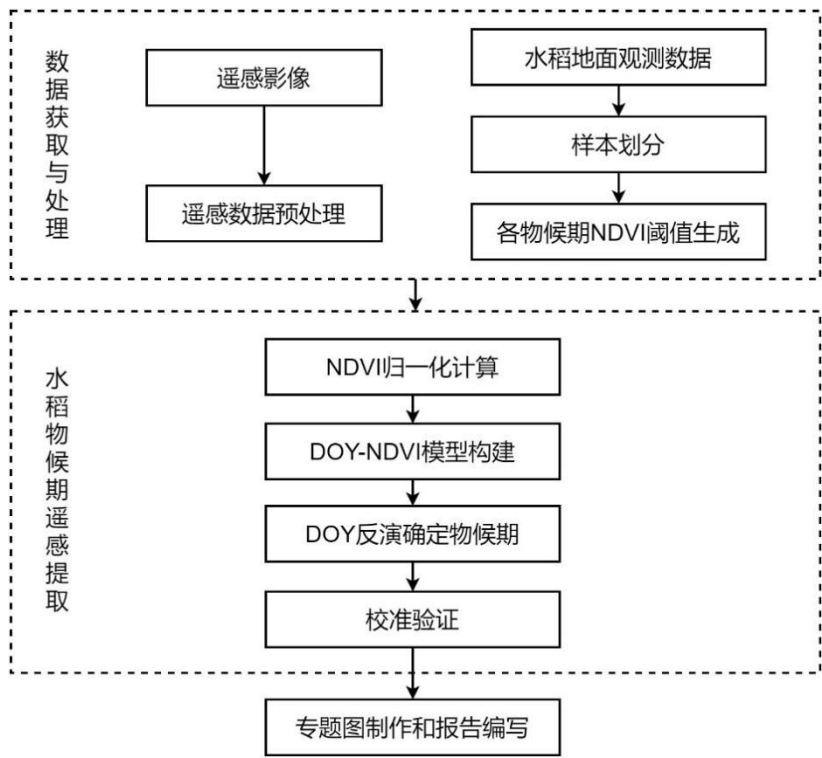 数据获取与处理
遥感影像
遥感数据预处理
水稻地面观测数据
样本划分
各物候期NDVI阈值生成
水稻物候期遥感提取
NDVI归一化计算
DOY-NDVI模型构建
DOY反演确定物候期
校准验证
专题图制作和报告编写